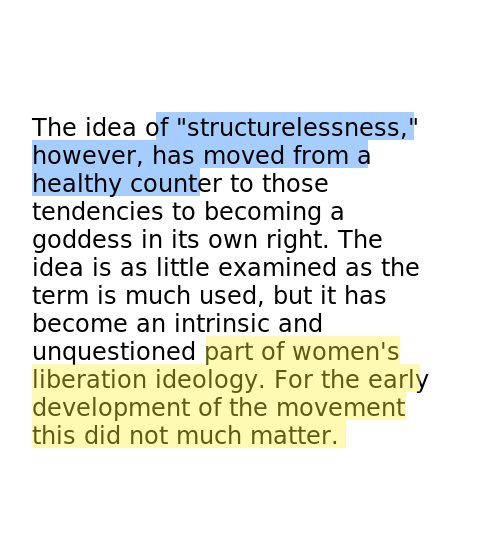 The idea of "structurelessness,"
however, has moved from a
healthy counter to those
tendencies to becoming a
goddess in its own right. The
idea is as little examined as the
term is much used, but it has
become an intrinsic and
unquestioned part of women's
liberation ideology. For the early
development of the movement
this did not much matter.